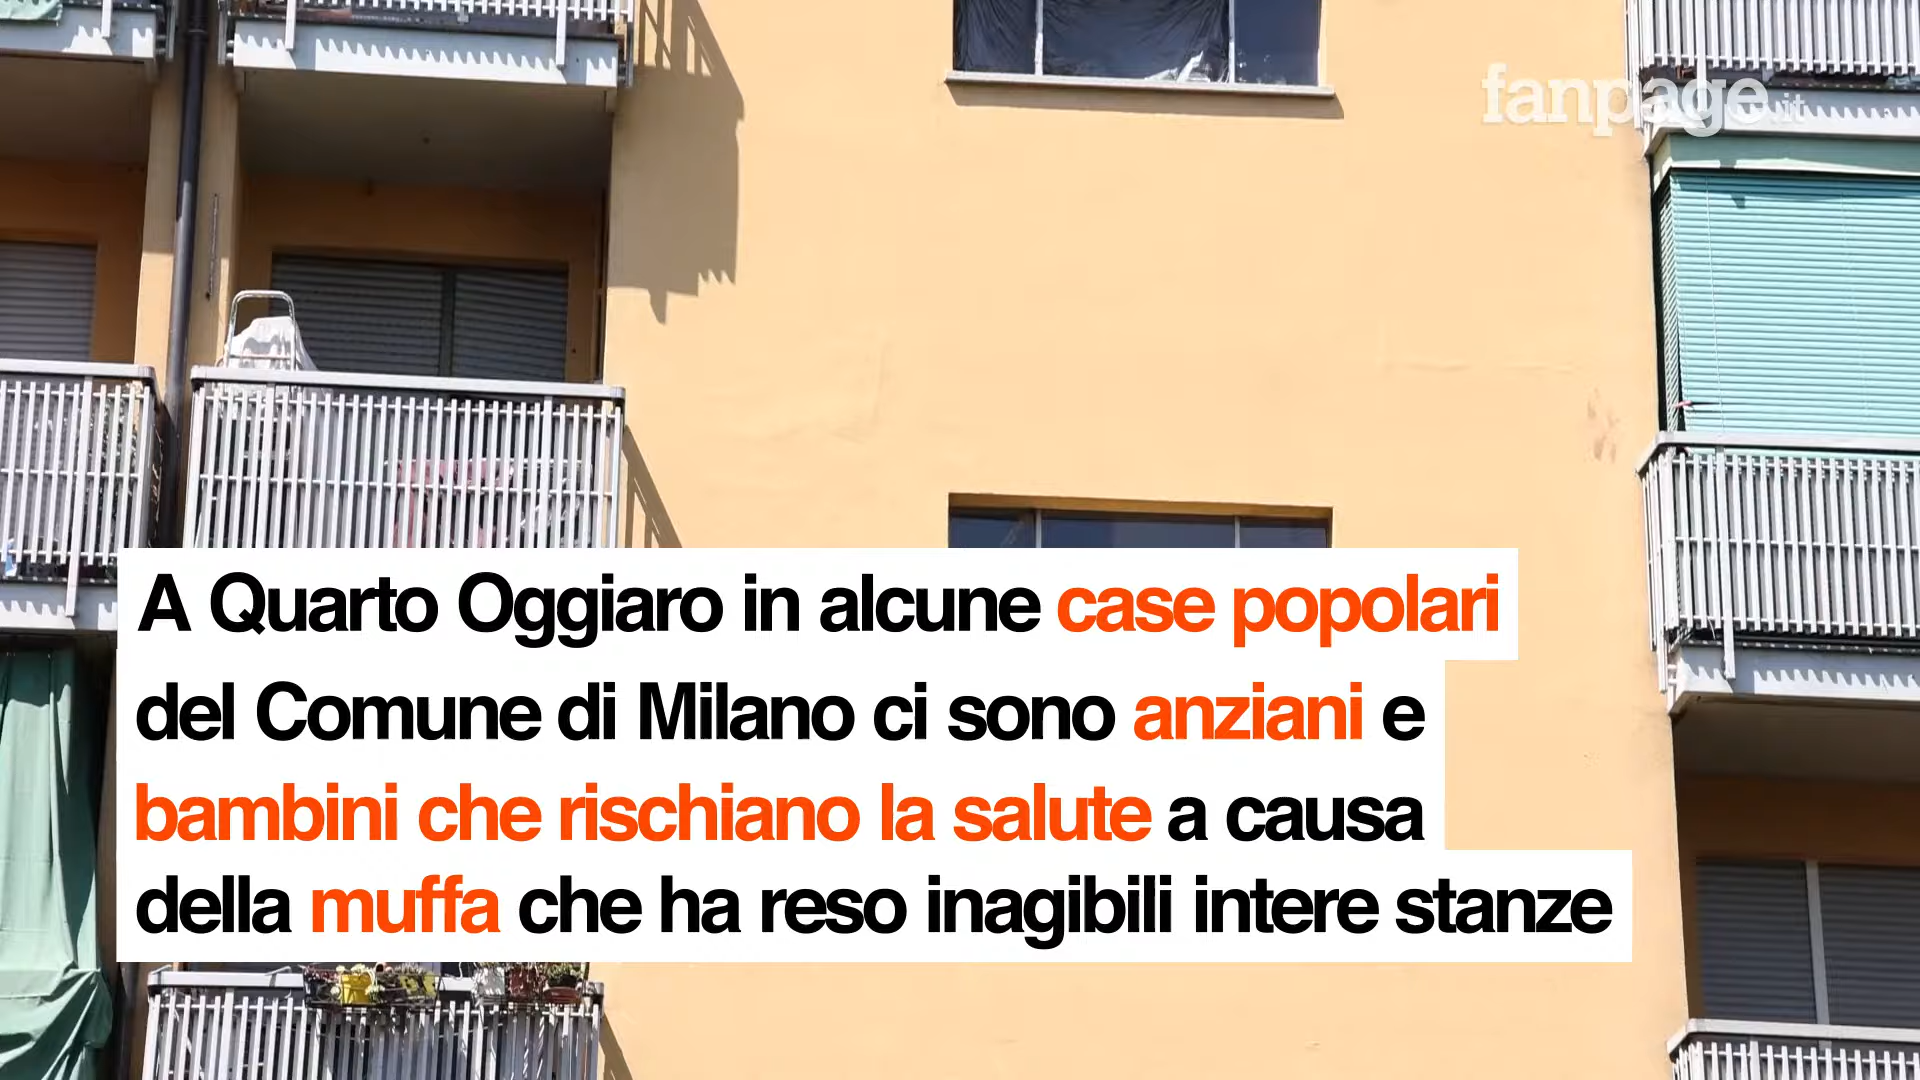 fanpage.it
A Quarto Oggiaro in alcune case popolari
del Comune di Milano ci sono anziani e
bambini che rischiano la salute a causa
della muffa che ha reso inagibili intere stanze